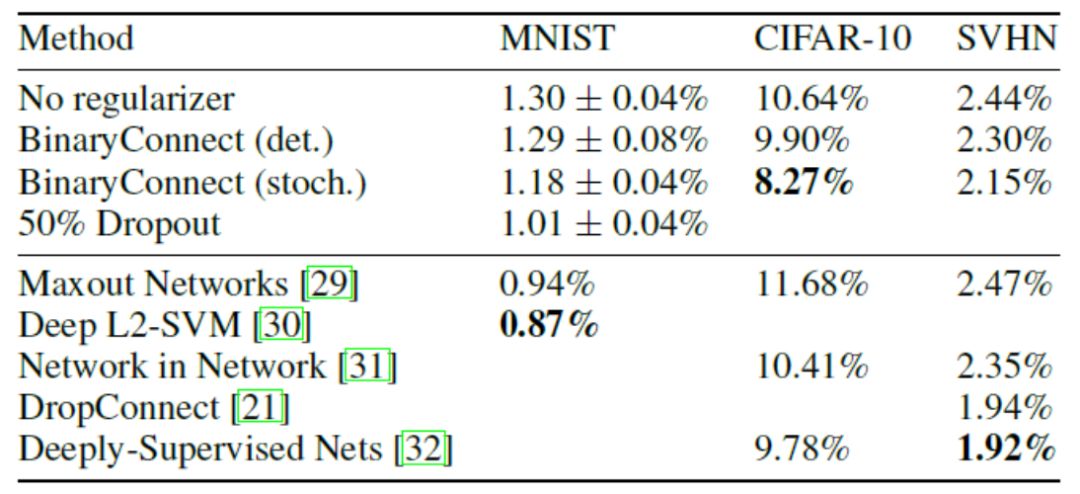 Method MNIST CIFAR-10 SVHN
No regularizer 1.30 ± 0.04% 10.64% 2.44%
BinaryConnect (det.) 1.29 ± 0.08% 9.90% 2.30%
BinaryConnect (stoch.) 1.18 ± 0.04% 8.27% 2.15%
50% Dropout 1.01 ± 0.04%
Maxout Networks [29] 0.94% 11.68% 2.47%
Deep L2-SVM [30] 0.87%
Network in Network [31] 10.41% 2.35%
DropConnect [21] 1.94%
Deeply-Supervised Nets [32] 9.78% 1.92%